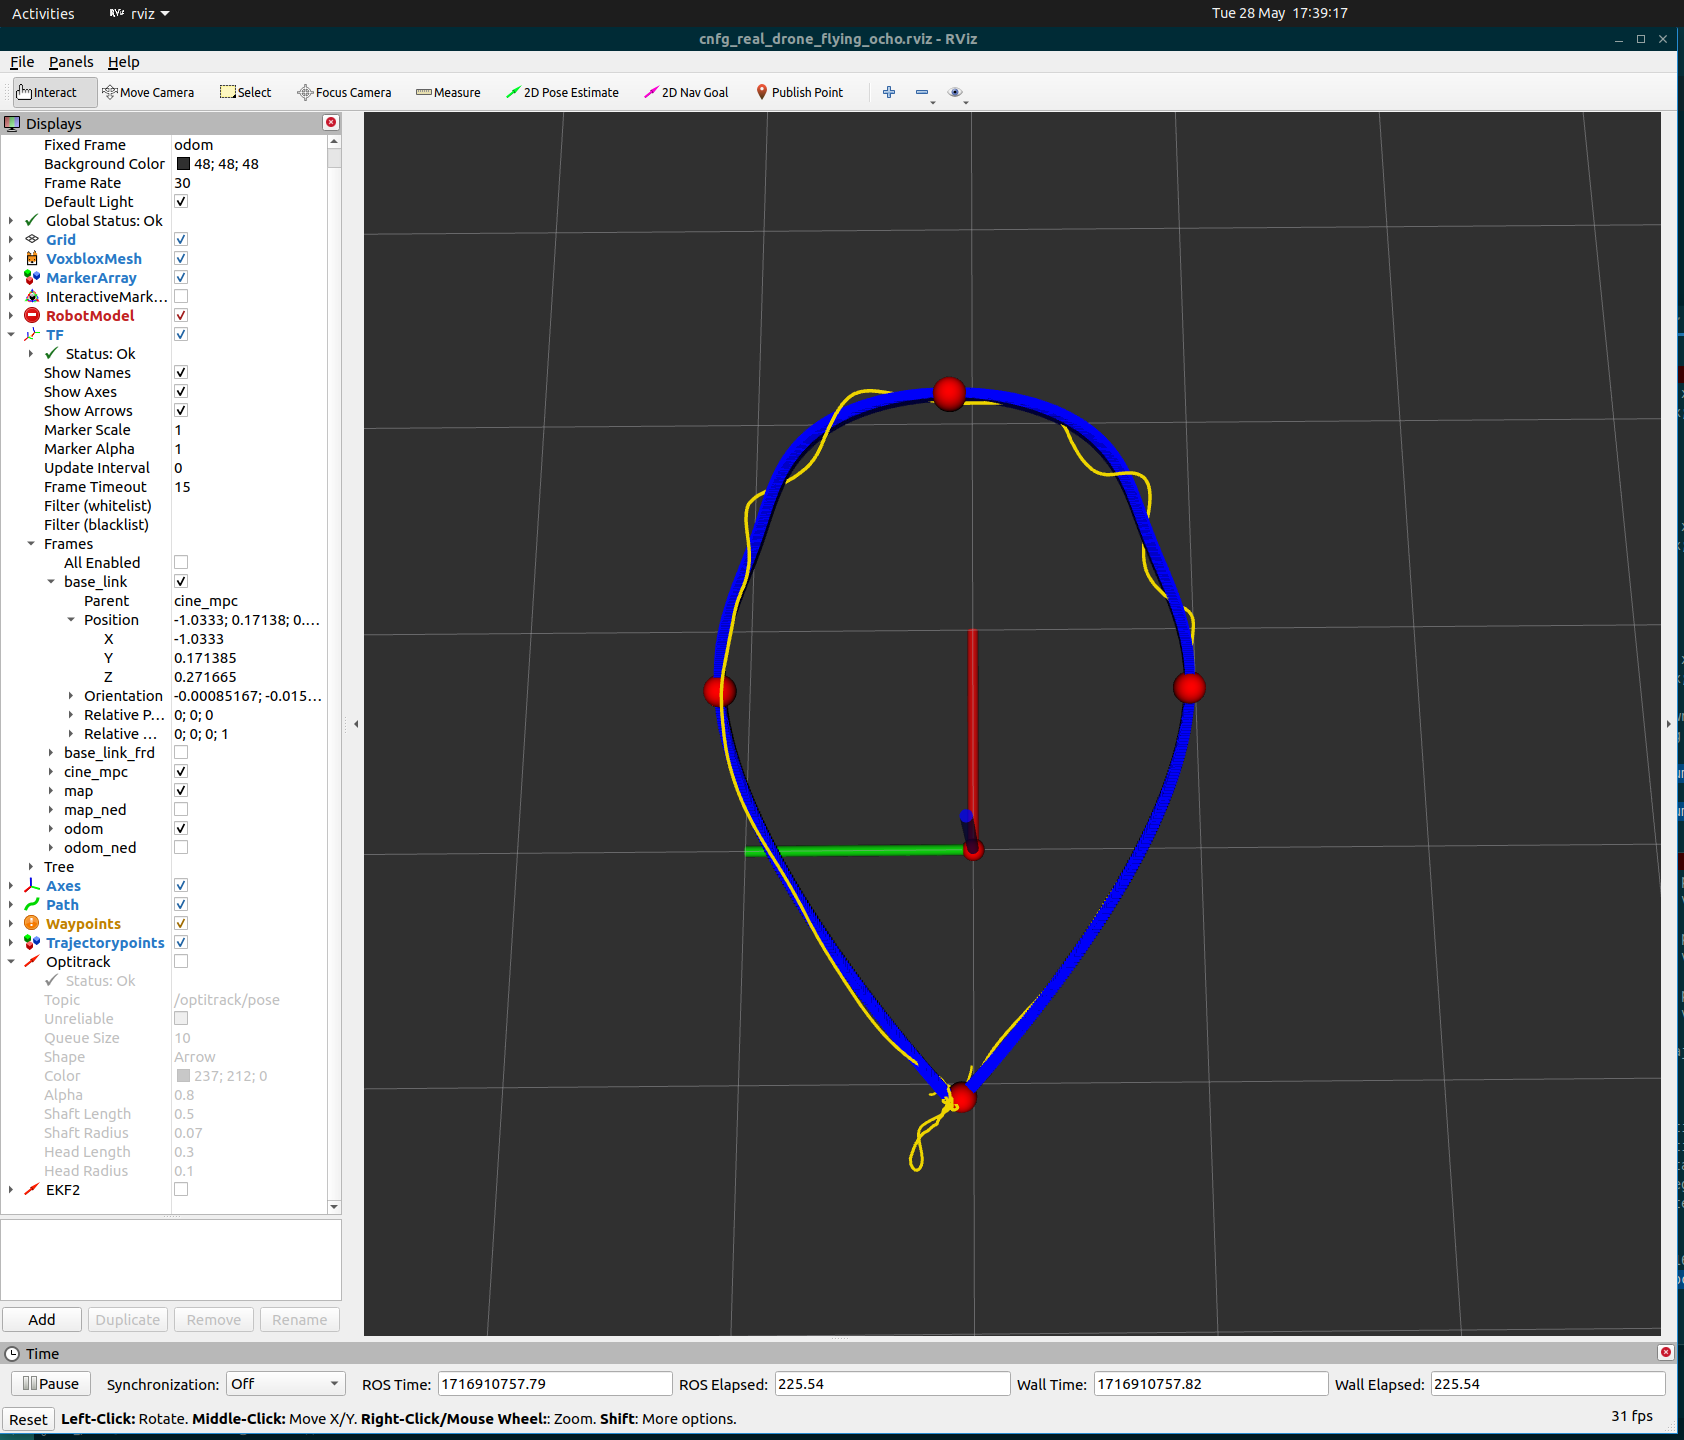 Activities rviz Tue 28 May 17:39:17
cnfg_real_drone_flying_ocho.rviz - RViz
File Panels Help
Interact Move Camera Select Focus Camera Measure 2D Pose Estimate 2D Nav Goal Publish Point
Displays
Fixed Frame odom
Background Color 48; 48; 48
Frame Rate 30
Default Light
Global Status: Ok
Grid
VoxbloxMesh
MarkerArray
InteractiveMark...
RobotModel
TF
Status: Ok
Show Names
Show Axes
Show Arrows
Marker Scale 1
Marker Alpha 1
Update Interval 0
Frame Timeout 15
Filter (whitelist)
Filter (blacklist)
Frames
All Enabled
base_link
Parent cine_mpc
Position -1.0333; 0.17138; 0....
X -1.0333
Y 0.171385
Z 0.271665
Orientation -0.00085167; -0.015...
Relative P... 0; 0; 0
Relative ... 0; 0; 0; 1
base_link_frd
cine_mpc
map
map_ned
odom
odom_ned
Tree
Axes
Path
Waypoints
Trajectorypoints
Optitrack
Status: Ok
Topic /optitrack/pose
Unreliable
Queue Size 10
Shape Arrow
Color 237; 212; 0
Alpha 0.8
Shaft Length 0.5
Shaft Radius 0.07
Head Length 0.3
Head Radius 0.1
EKF2
Add Duplicate Remove Rename
Time
Pause Synchronization: Off ROS Time: 1716910757.79 ROS Elapsed: 225.54 Wall Time: 1716910757.82 Wall Elapsed: 225.54
Reset Left-Click: Rotate. Middle-Click: Move X/Y. Right-Click/Mouse Wheel:: Zoom. Shift: More options. 31 fps